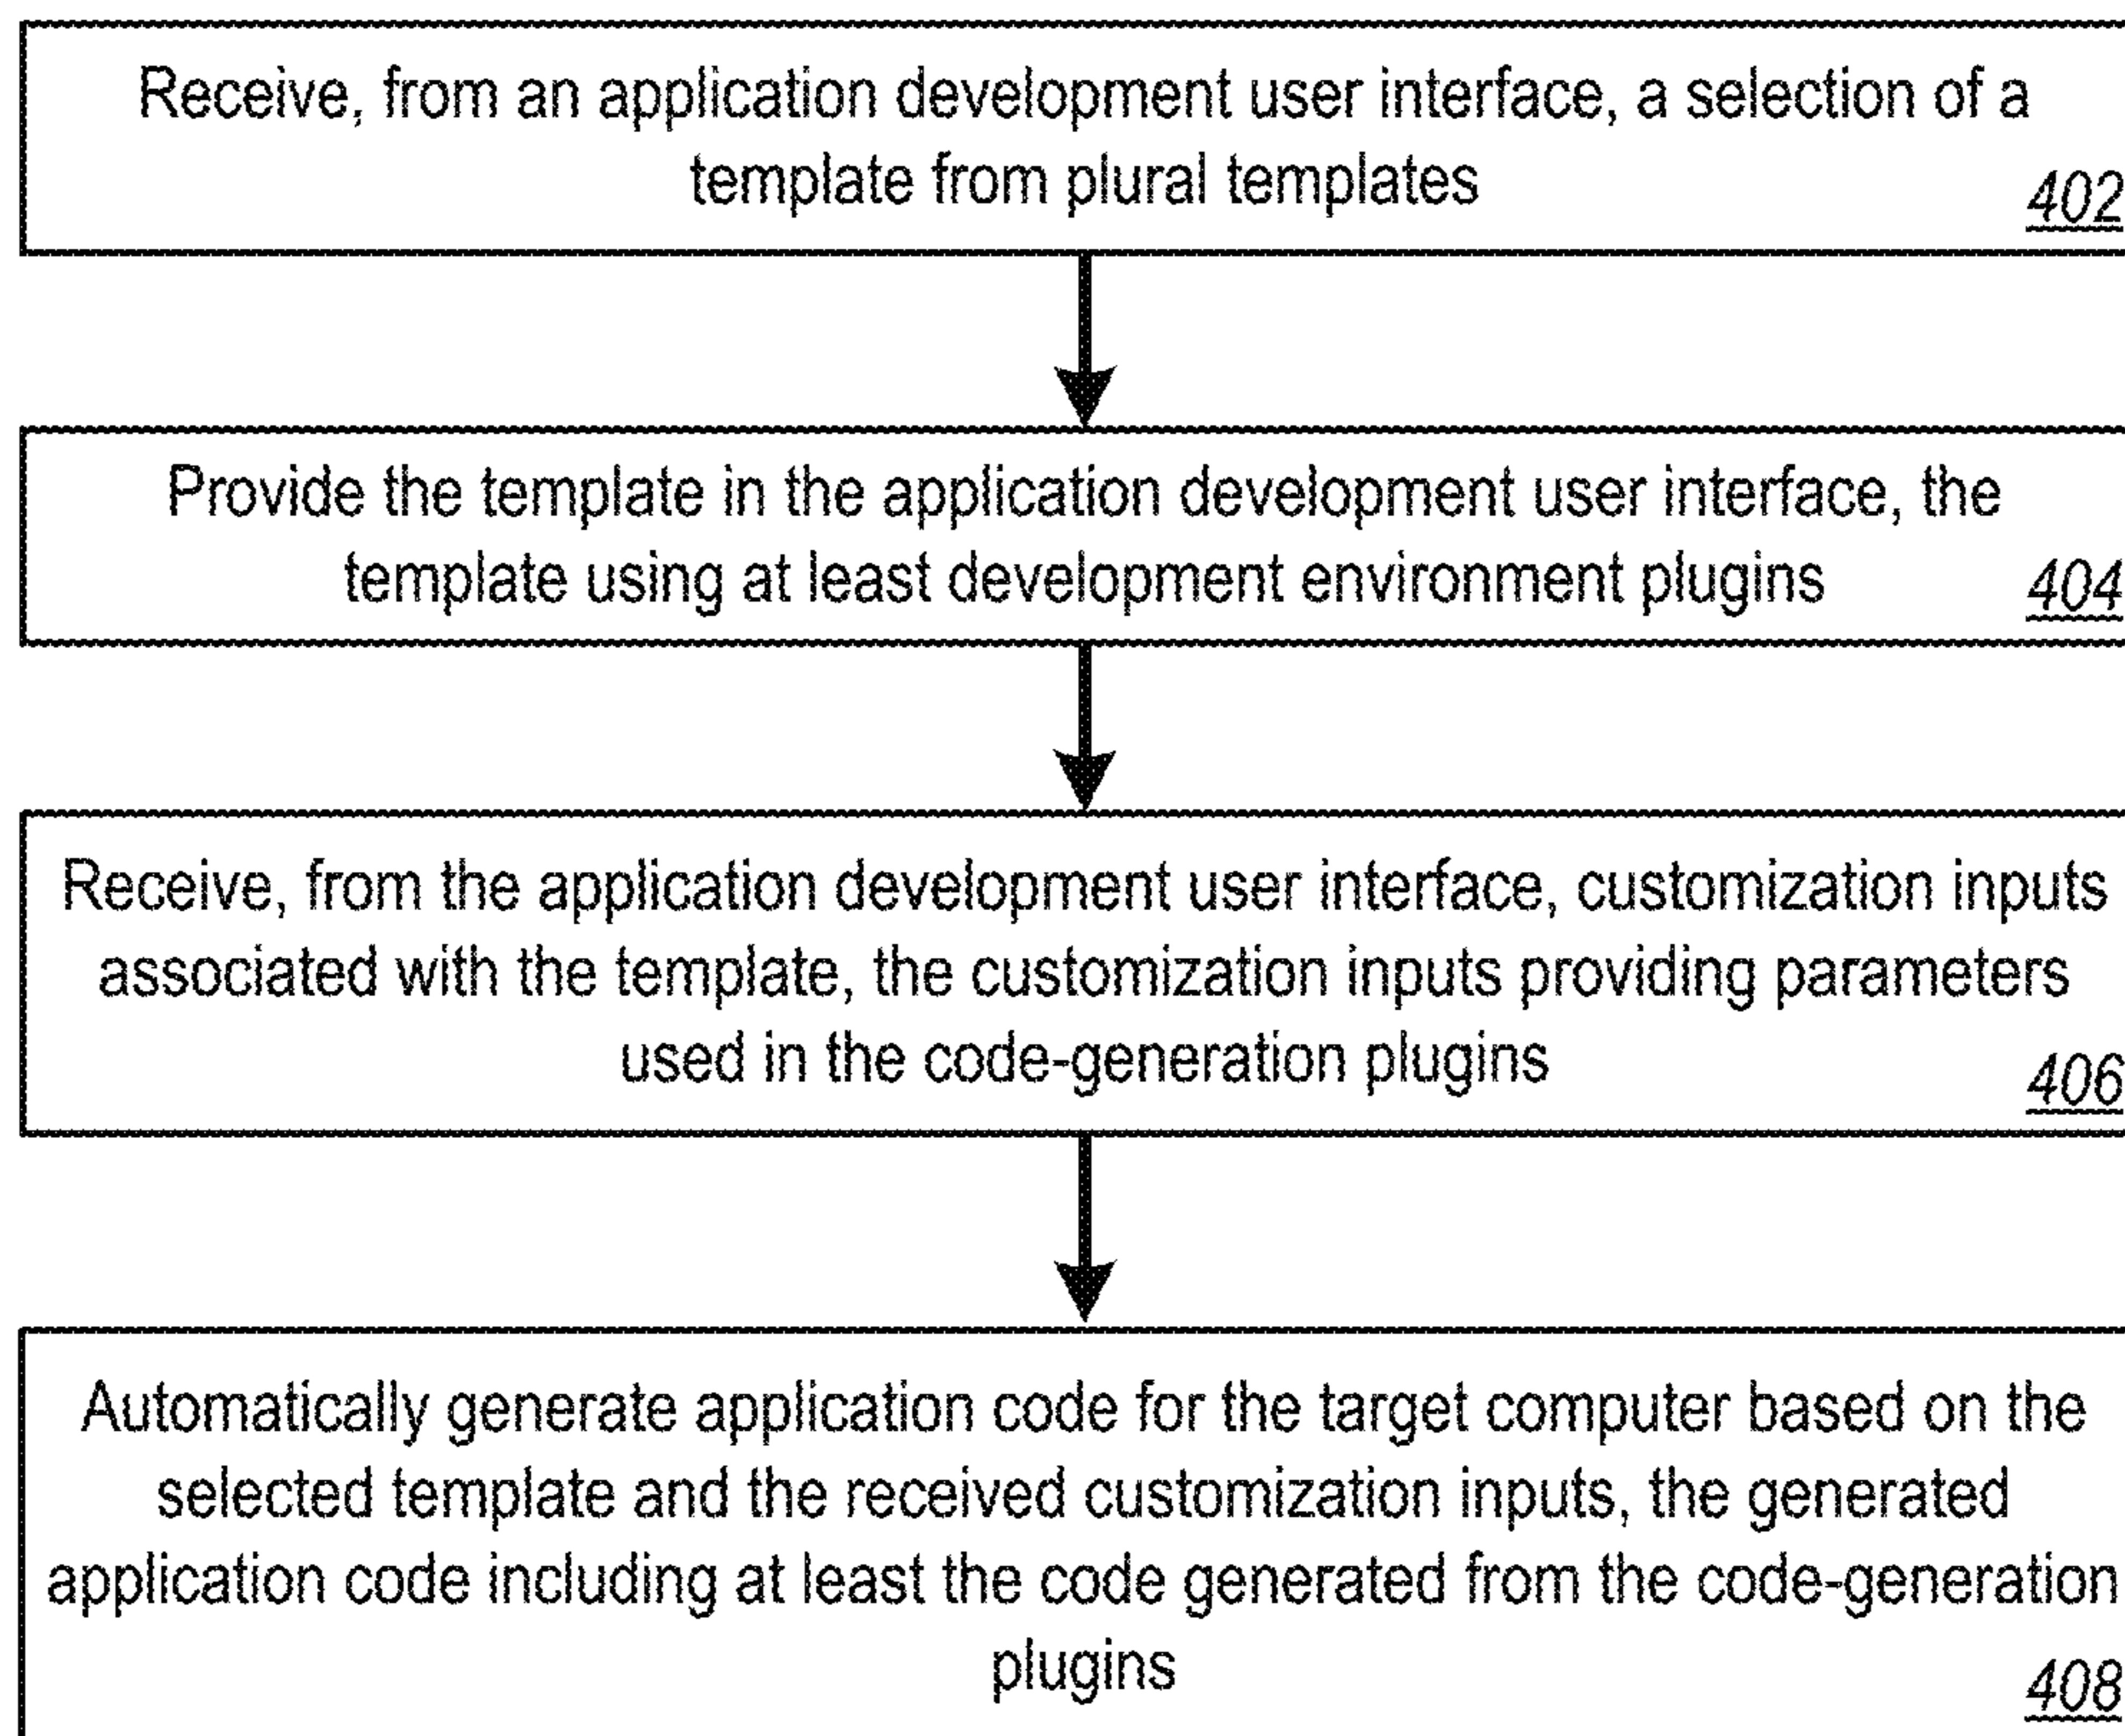 Receive, from an application development user interface, a selection of a
template from plural templates
402
Provide the template in the application development user interface, the
template using at least development environment plugins
404
Receive, from the application development user interface, customization inputs
associated with the template, the customization inputs providing parameters
used in the code-generation plugins
406
Automatically generate application code for the target computer based on the
selected template and the received customization inputs, the generated
application code including at least the code generated from the code-generation
plugins
408